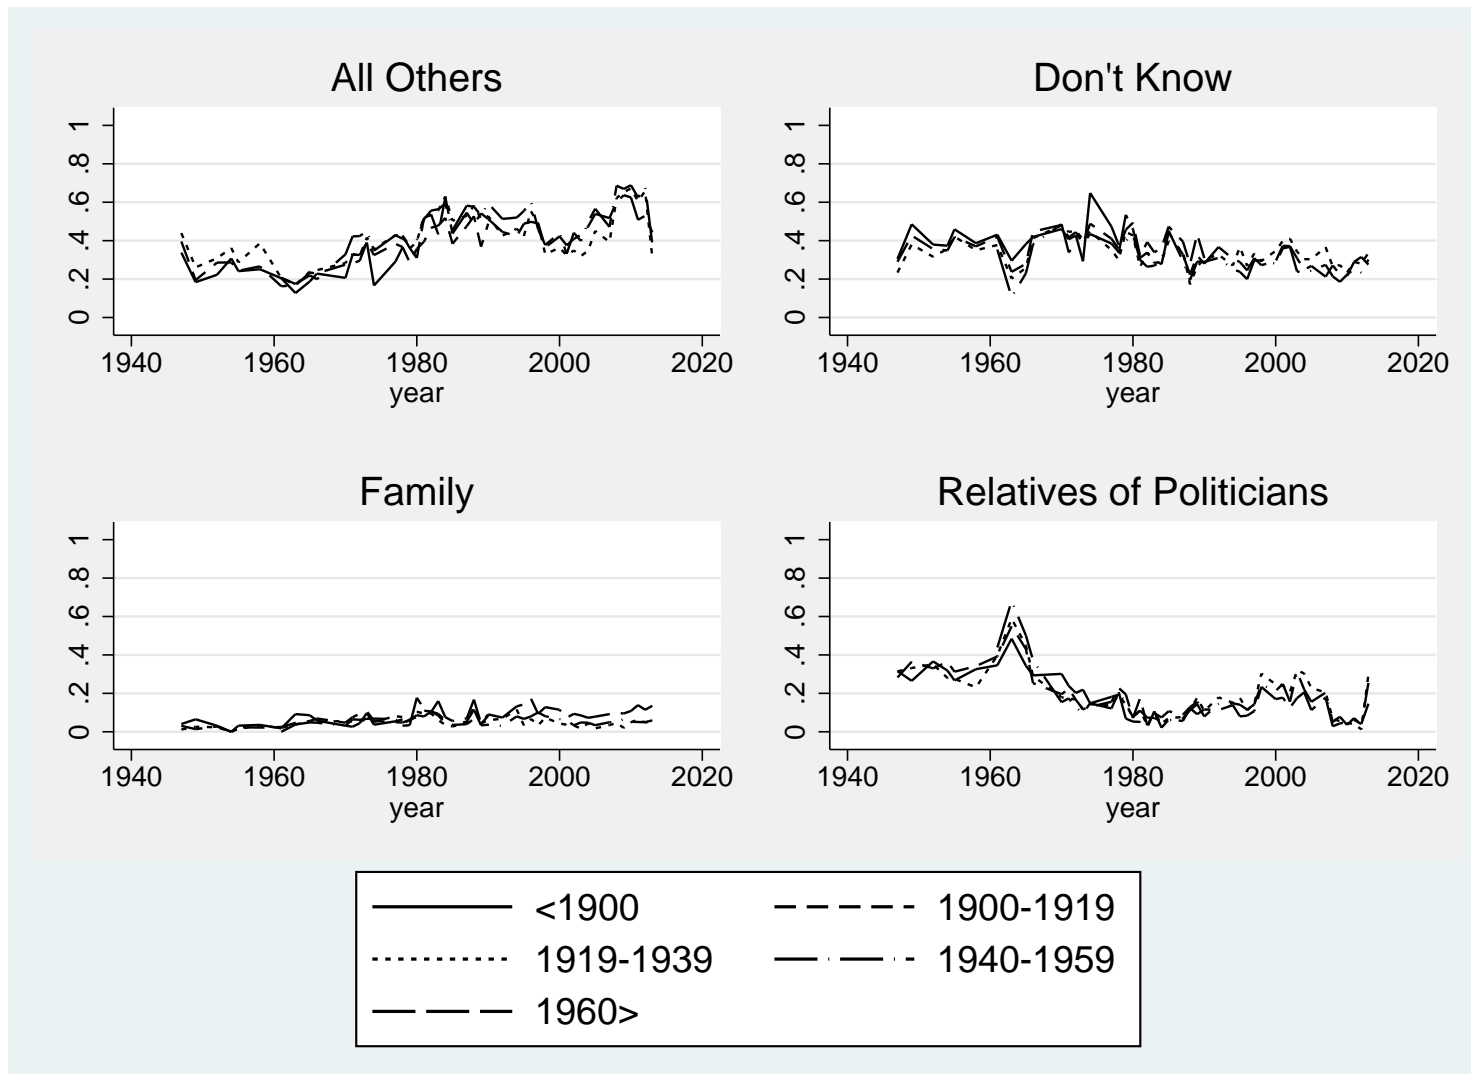 All Others
1
.8
.6
.4
.2
0
1940 1960 1980 2000 2020
year
Don't Know
1
.8
.6
.4
.2
0
1940 1960 1980 2000 2020
year
Family
1
.8
.6
.4
.2
0
1940 1960 1980 2000 2020
year
Relatives of Politicians
1
.8
.6
.4
.2
0
1940 1960 1980 2000 2020
year
<1900 1900-1919
1919-1939 1940-1959
1960>